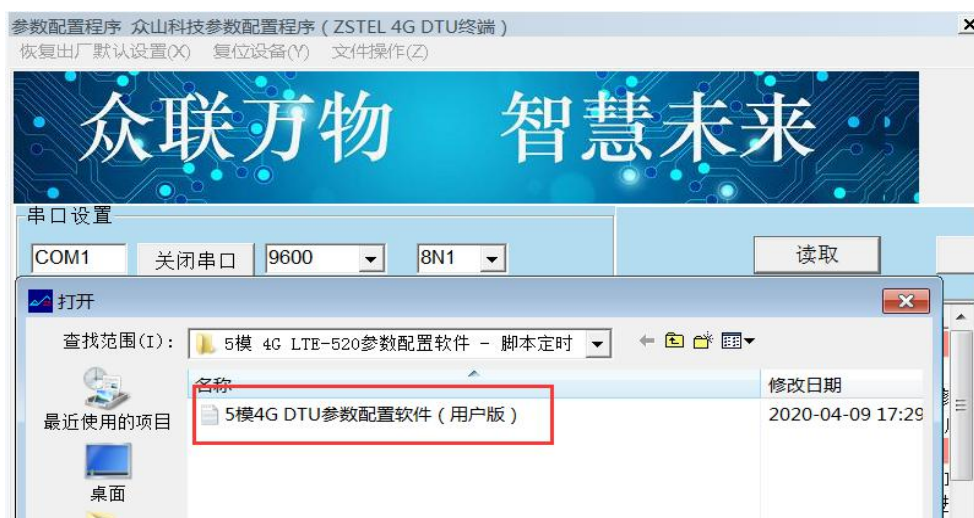 参数配置程序 众山科技参数配置程序（ZSTEL 4G DTU终端）
恢复出厂默认设置(X) 复位设备(Y) 文件操作(Z)
众联万物 智慧未来
串口设置
COM1 关闭串口 9600 8N1 读取
打开
查找范围(I): 5模 4G LTE-520参数配置软件 - 脚本定时
名称 修改日期
5模4G DTU参数配置软件（用户版） 2020-04-09 17:29
最近使用的项目
桌面